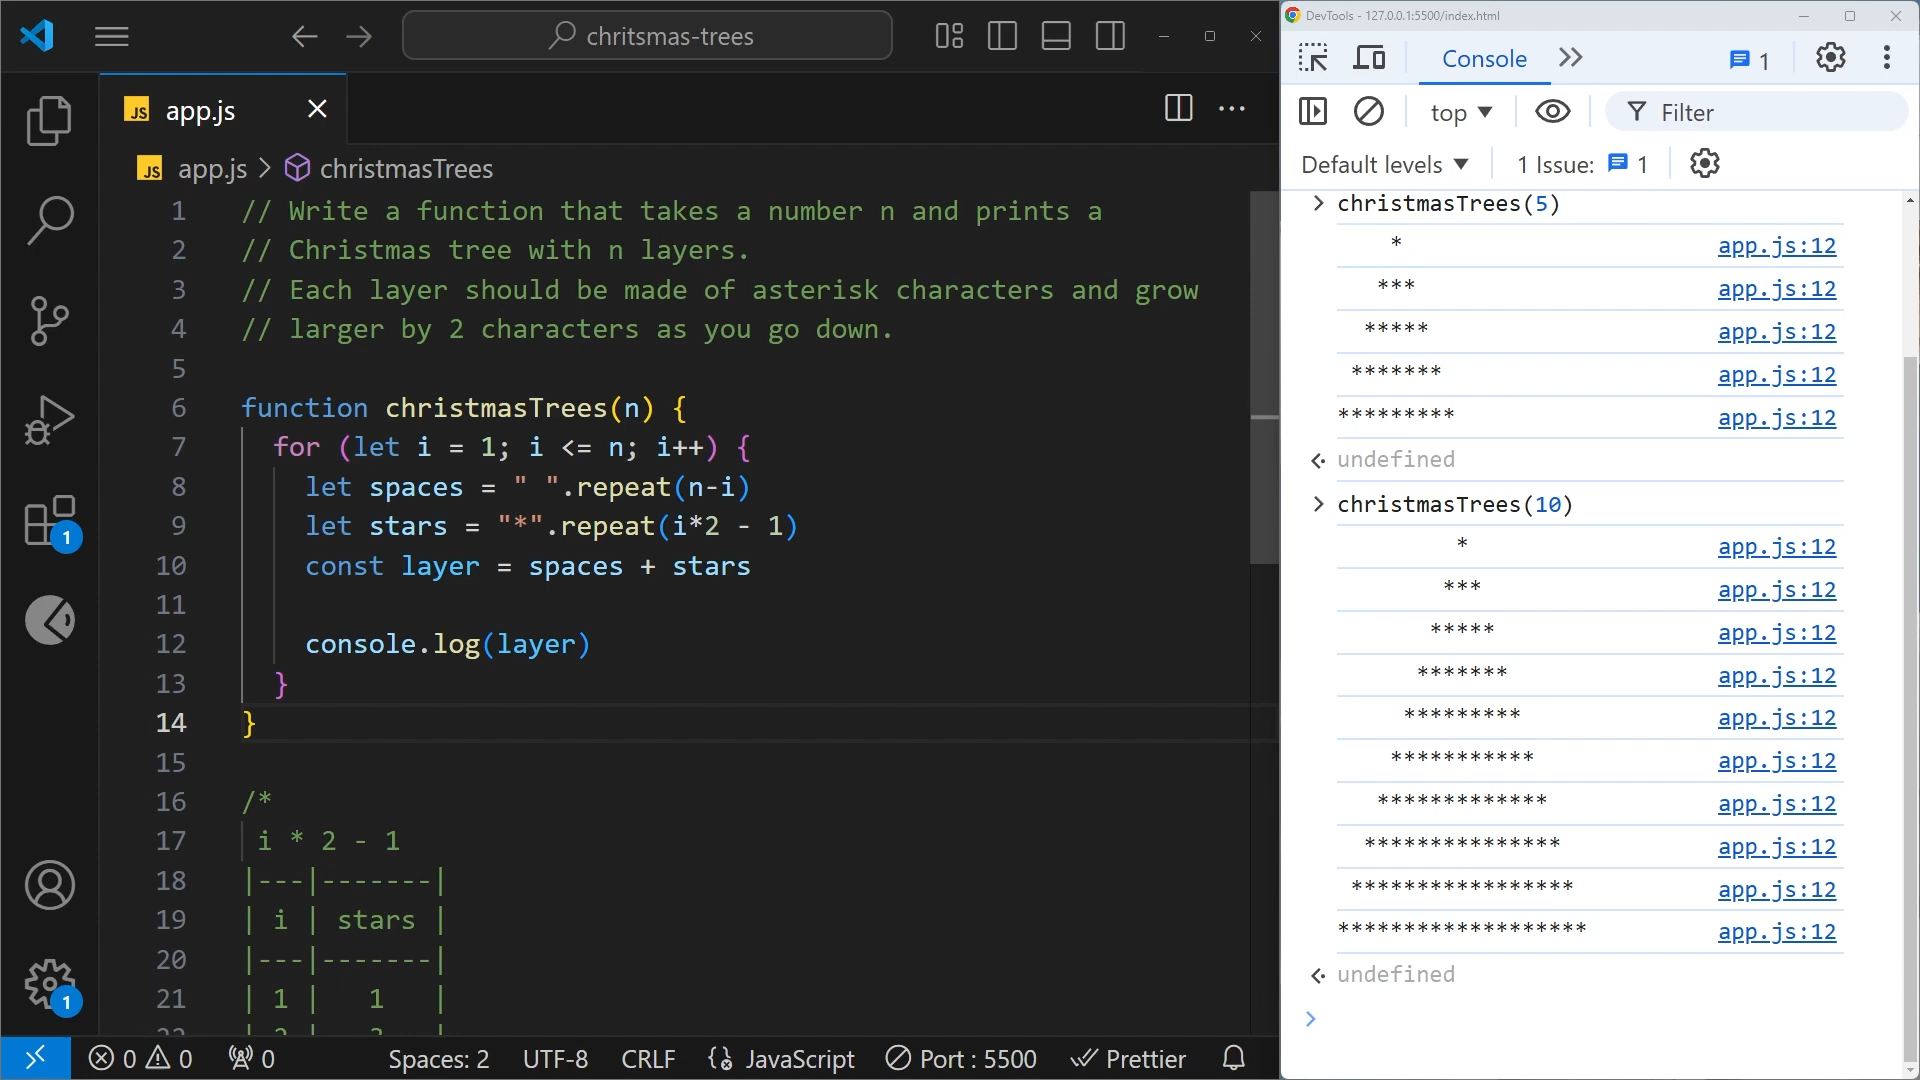 chritsmas-trees
JS app.js
JS app.js > christmasTrees
1 // Write a function that takes a number n and prints a
2 // Christmas tree with n layers.
3 // Each layer should be made of asterisk characters and grow
4 // larger by 2 characters as you go down.
5
6 function christmasTrees(n) {
7   for (let i = 1; i <= n; i++) {
8     let spaces = " ".repeat(n-i)
9     let stars = "*".repeat(i*2 - 1)
10     const layer = spaces + stars
11
12     console.log(layer)
13   }
14 }
15
16 /*
17  i * 2 - 1
18 |---|-------|
19 | i | stars |
20 |---|-------|
21 | 1 |   1   |
1
1
0 0 0 Spaces: 2 UTF-8 CRLF JavaScript Port : 5500 Prettier
DevTools - 127.0.0.1:5500/index.html
Console 1
top Filter
Default levels 1 Issue: 1
> christmasTrees(5)
    * app.js:12
   *** app.js:12
  ***** app.js:12
 ******* app.js:12
********* app.js:12
undefined
> christmasTrees(10)
         * app.js:12
        *** app.js:12
       ***** app.js:12
      ******* app.js:12
     ********* app.js:12
    *********** app.js:12
   ************* app.js:12
  *************** app.js:12
 ***************** app.js:12
******************* app.js:12
undefined
>